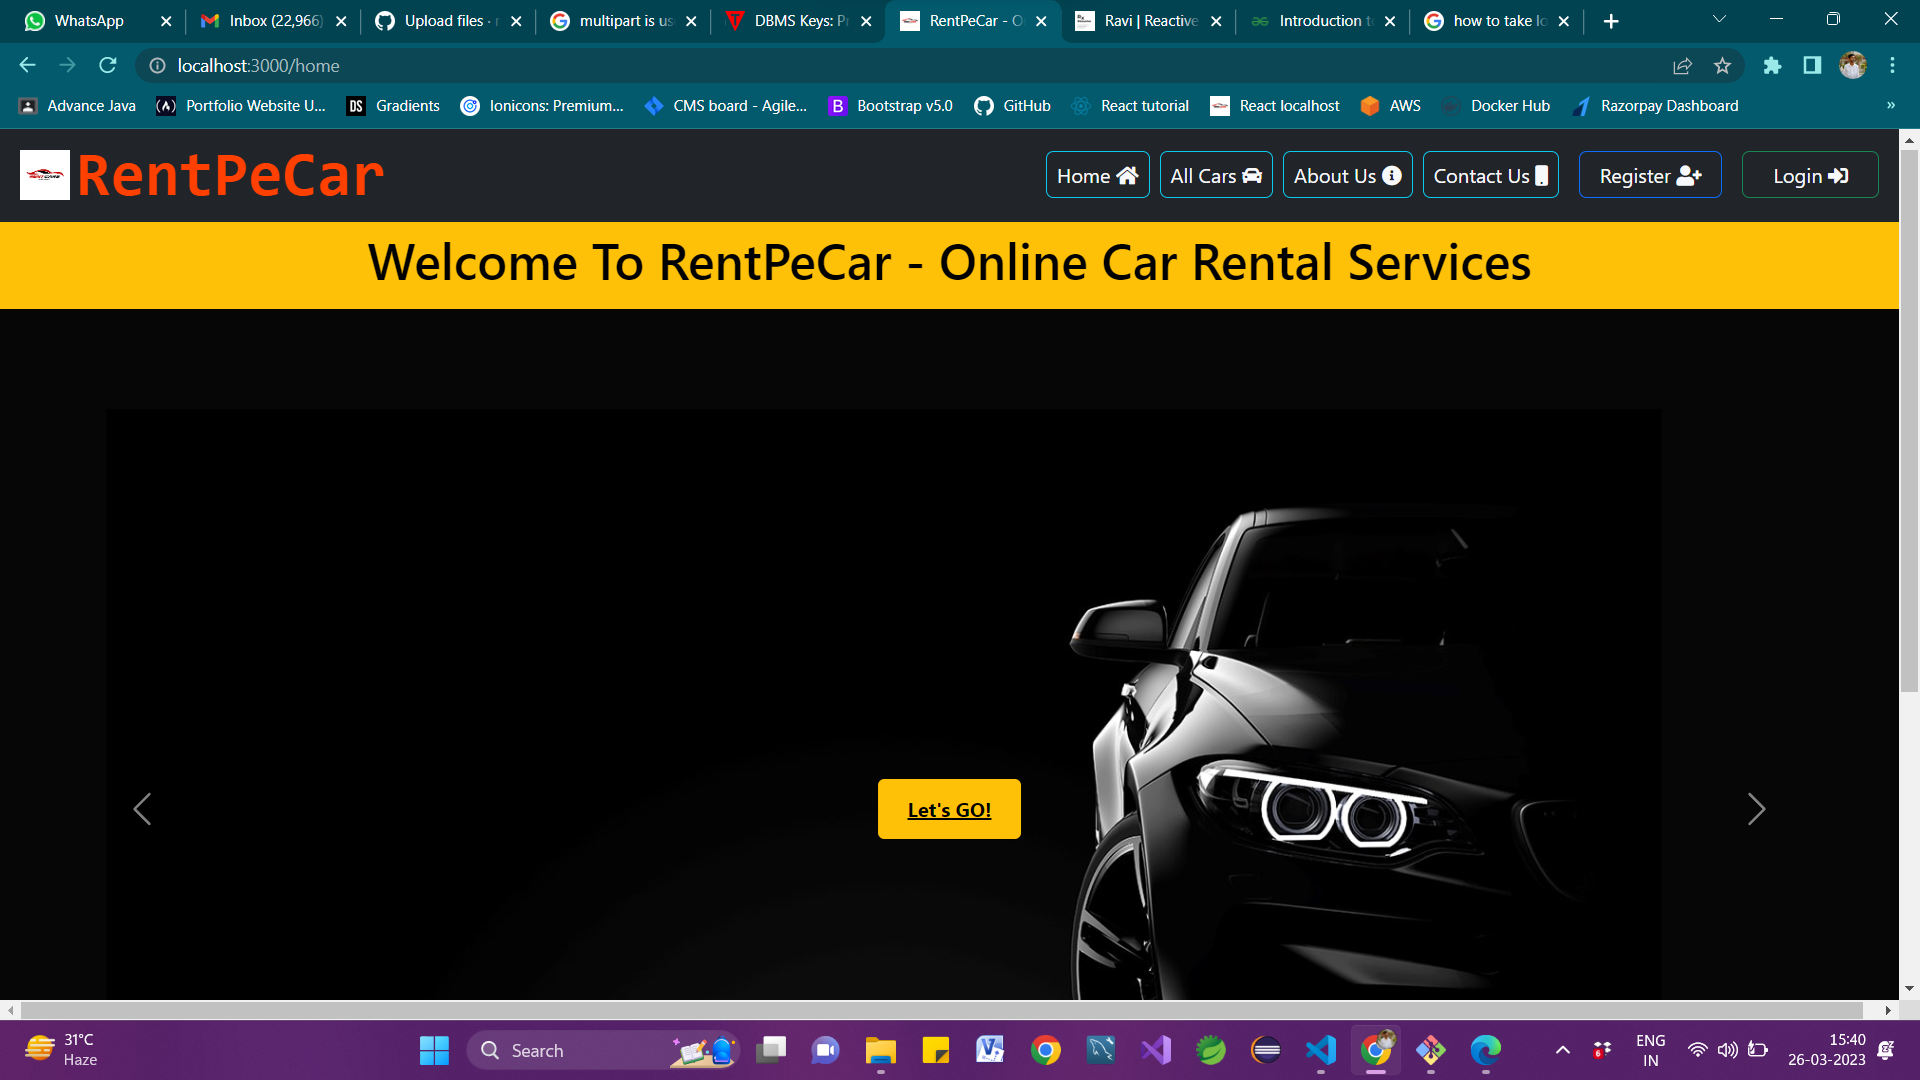 WhatsApp
Inbox (22,966)
Upload files ·
multipart is us
DBMS Keys: P
RentPeCar - O
Ravi | Reactive
Introduction t
how to take lo
localhost:3000/home
Advance Java
Portfolio Website U...
DS Gradients
Ionicons: Premium...
CMS board - Agile...
B Bootstrap v5.0
GitHub
React tutorial
React localhost
AWS
Docker Hub
Razorpay Dashboard
»
RentPeCar
Home
All Cars
About Us
Contact Us
Register
Login
Welcome To RentPeCar - Online Car Rental Services
Let's GO!
31°C
Haze
Search
ENG
IN
15:40
26-03-2023